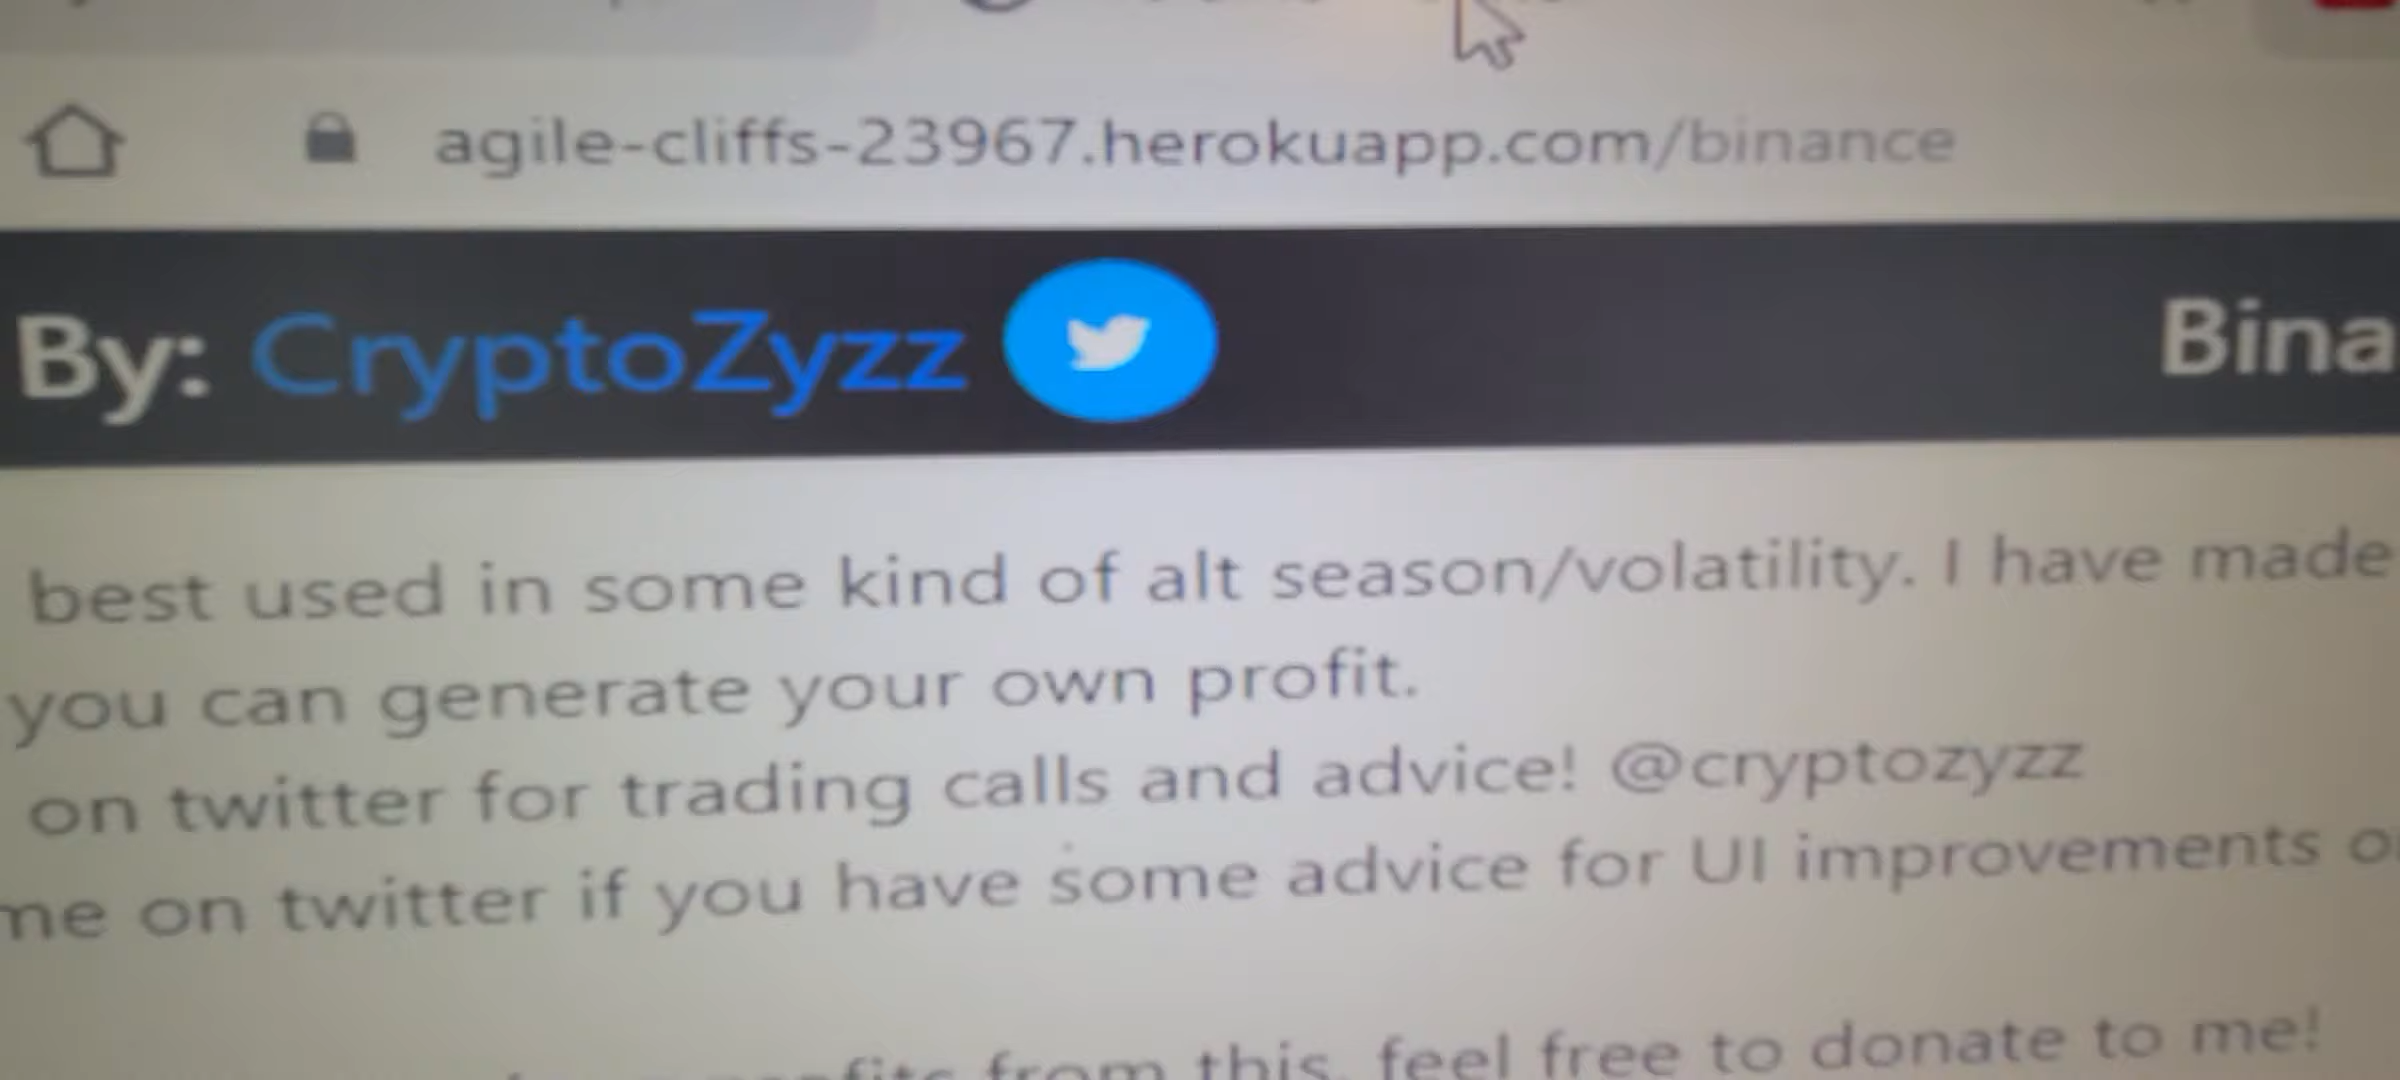 agile-cliffs-23967.herokuapp.com/binance
By: CryptoZyzz
Bina
best used in some kind of alt season/volatility. I have made
you can generate your own profit.
on twitter for trading calls and advice! @cryptozyzz
me on twitter if you have some advice for UI improvements
from this, feel free to donate to me!